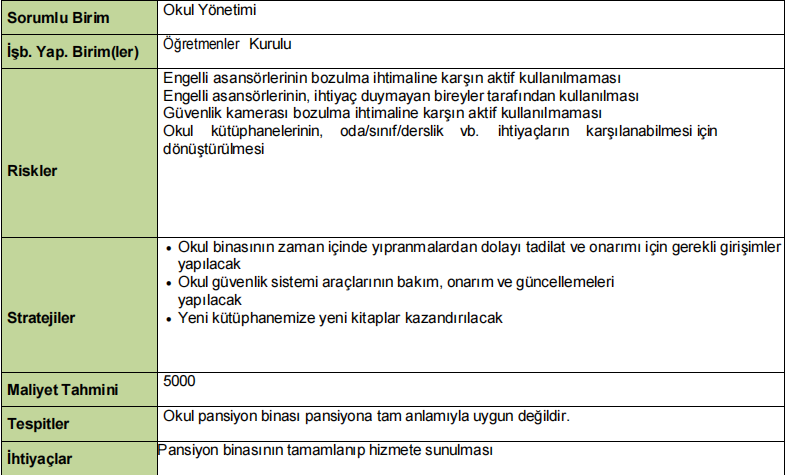 Sorumlu Birim
Okul Yönetimi
İşb. Yap. Birim(ler)
Öğretmenler Kurulu
Riskler
Engelli asansörlerinin bozulma ihtimaline karşın aktif kullanılmaması
Engelli asansörlerinin, ihtiyaç duymayan bireyler tarafından kullanılması
Güvenlik kamerası bozulma ihtimaline karşın aktif kullanılmaması
Okul kütüphanelerinin, oda/sınıf/derslik vb. ihtiyaçların karşılanabilmesi için
dönüştürülmesi
Stratejiler
• Okul binasının zaman içinde yıpranmalardan dolayı tadilat ve onarımı için gerekli girişimler
yapılacak
• Okul güvenlik sistemi araçlarının bakım, onarım ve güncellemeleri
yapılacak
• Yeni kütüphanemize yeni kitaplar kazandırılacak
Maliyet Tahmini
5000
Tespitler
Okul pansiyon binası pansiyona tam anlamıyla uygun değildir.
İhtiyaçlar
Pansiyon binasının tamamlanıp hizmete sunulması